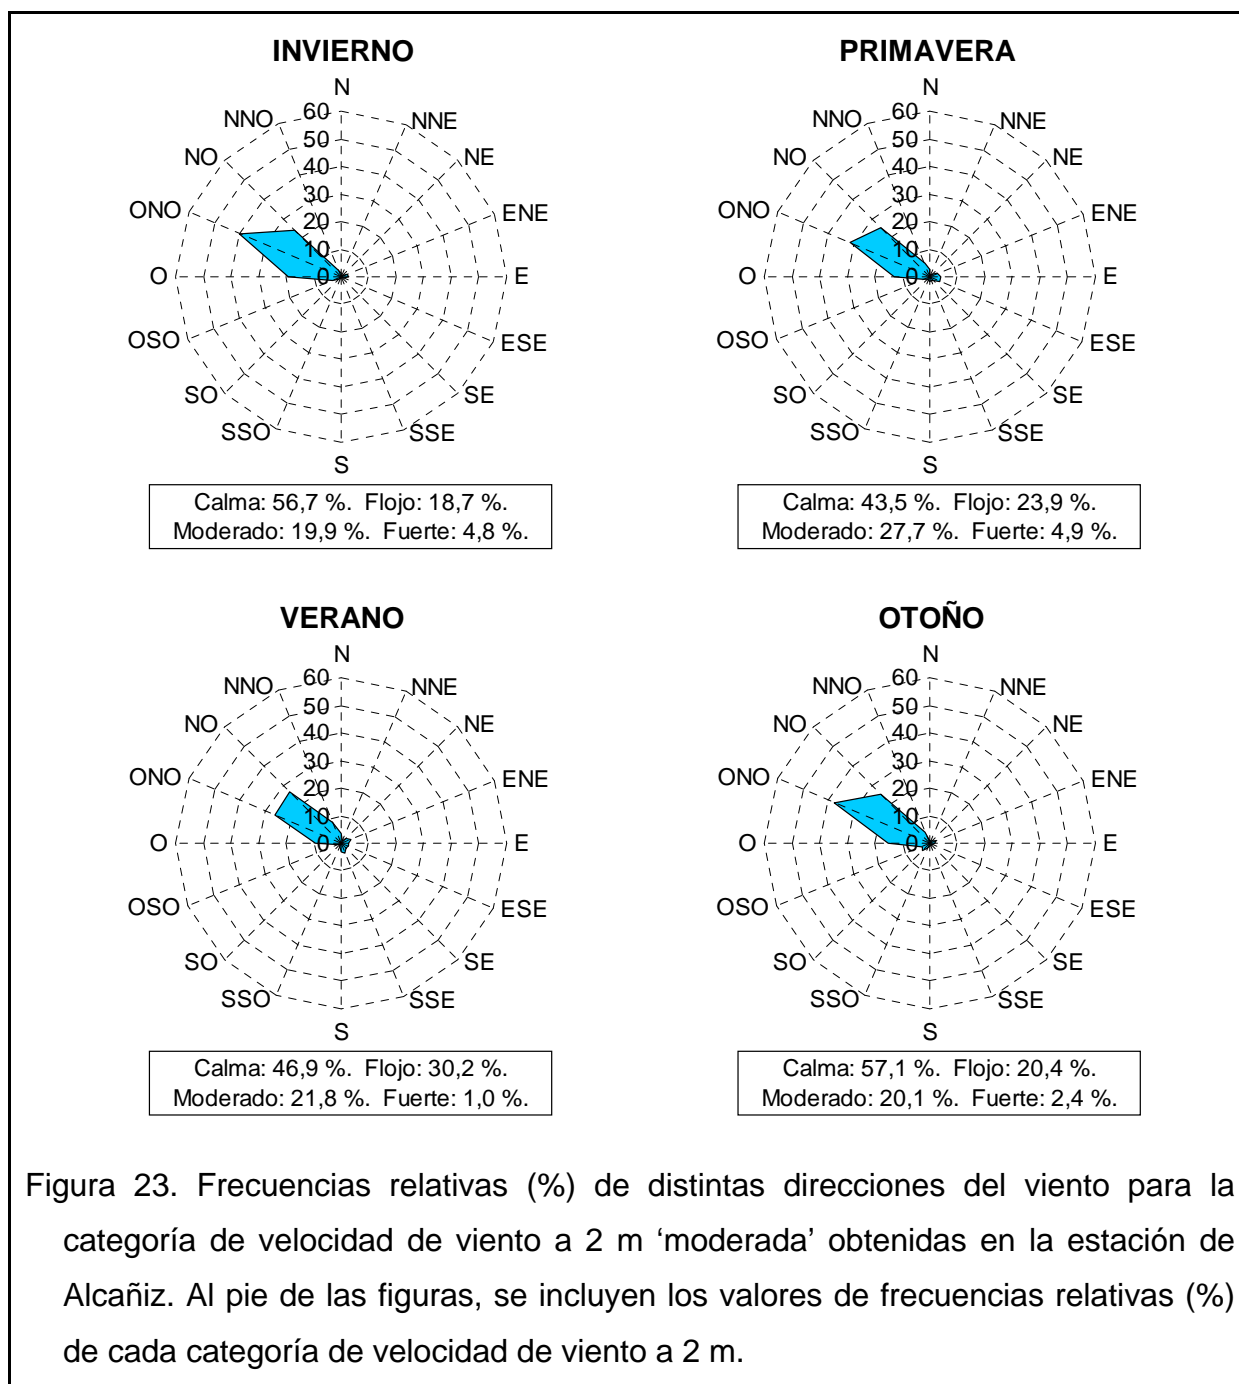 INVIERNO
N
NNO 60 NNE
NO 50 NE
40
ONO 30 ENE
20
10
O 0 E
OSO ESE
SO SE
SSO SSE
S
Calma: 56,7 %. Flojo: 18,7 %.
Moderado: 19,9 %. Fuerte: 4,8 %.
PRIMAVERA
N
NNO 60 NNE
NO 50 NE
40
ONO 30 ENE
20
10
O 0 E
OSO ESE
SO SE
SSO SSE
S
Calma: 43,5 %. Flojo: 23,9 %.
Moderado: 27,7 %. Fuerte: 4,9 %.
VERANO
N
NNO 60 NNE
NO 50 NE
40
ONO 30 ENE
20
10
O 0 E
OSO ESE
SO SE
SSO SSE
S
Calma: 46,9 %. Flojo: 30,2 %.
Moderado: 21,8 %. Fuerte: 1,0 %.
OTOÑO
N
NNO 60 NNE
NO 50 NE
40
ONO 30 ENE
20
10
O 0 E
OSO ESE
SO SE
SSO SSE
S
Calma: 57,1 %. Flojo: 20,4 %.
Moderado: 20,1 %. Fuerte: 2,4 %.
Figura 23. Frecuencias relativas (%) de distintas direcciones del viento para la
categoría de velocidad de viento a 2 m ‘moderada’ obtenidas en la estación de
Alcañiz. Al pie de las figuras, se incluyen los valores de frecuencias relativas (%)
de cada categoría de velocidad de viento a 2 m.